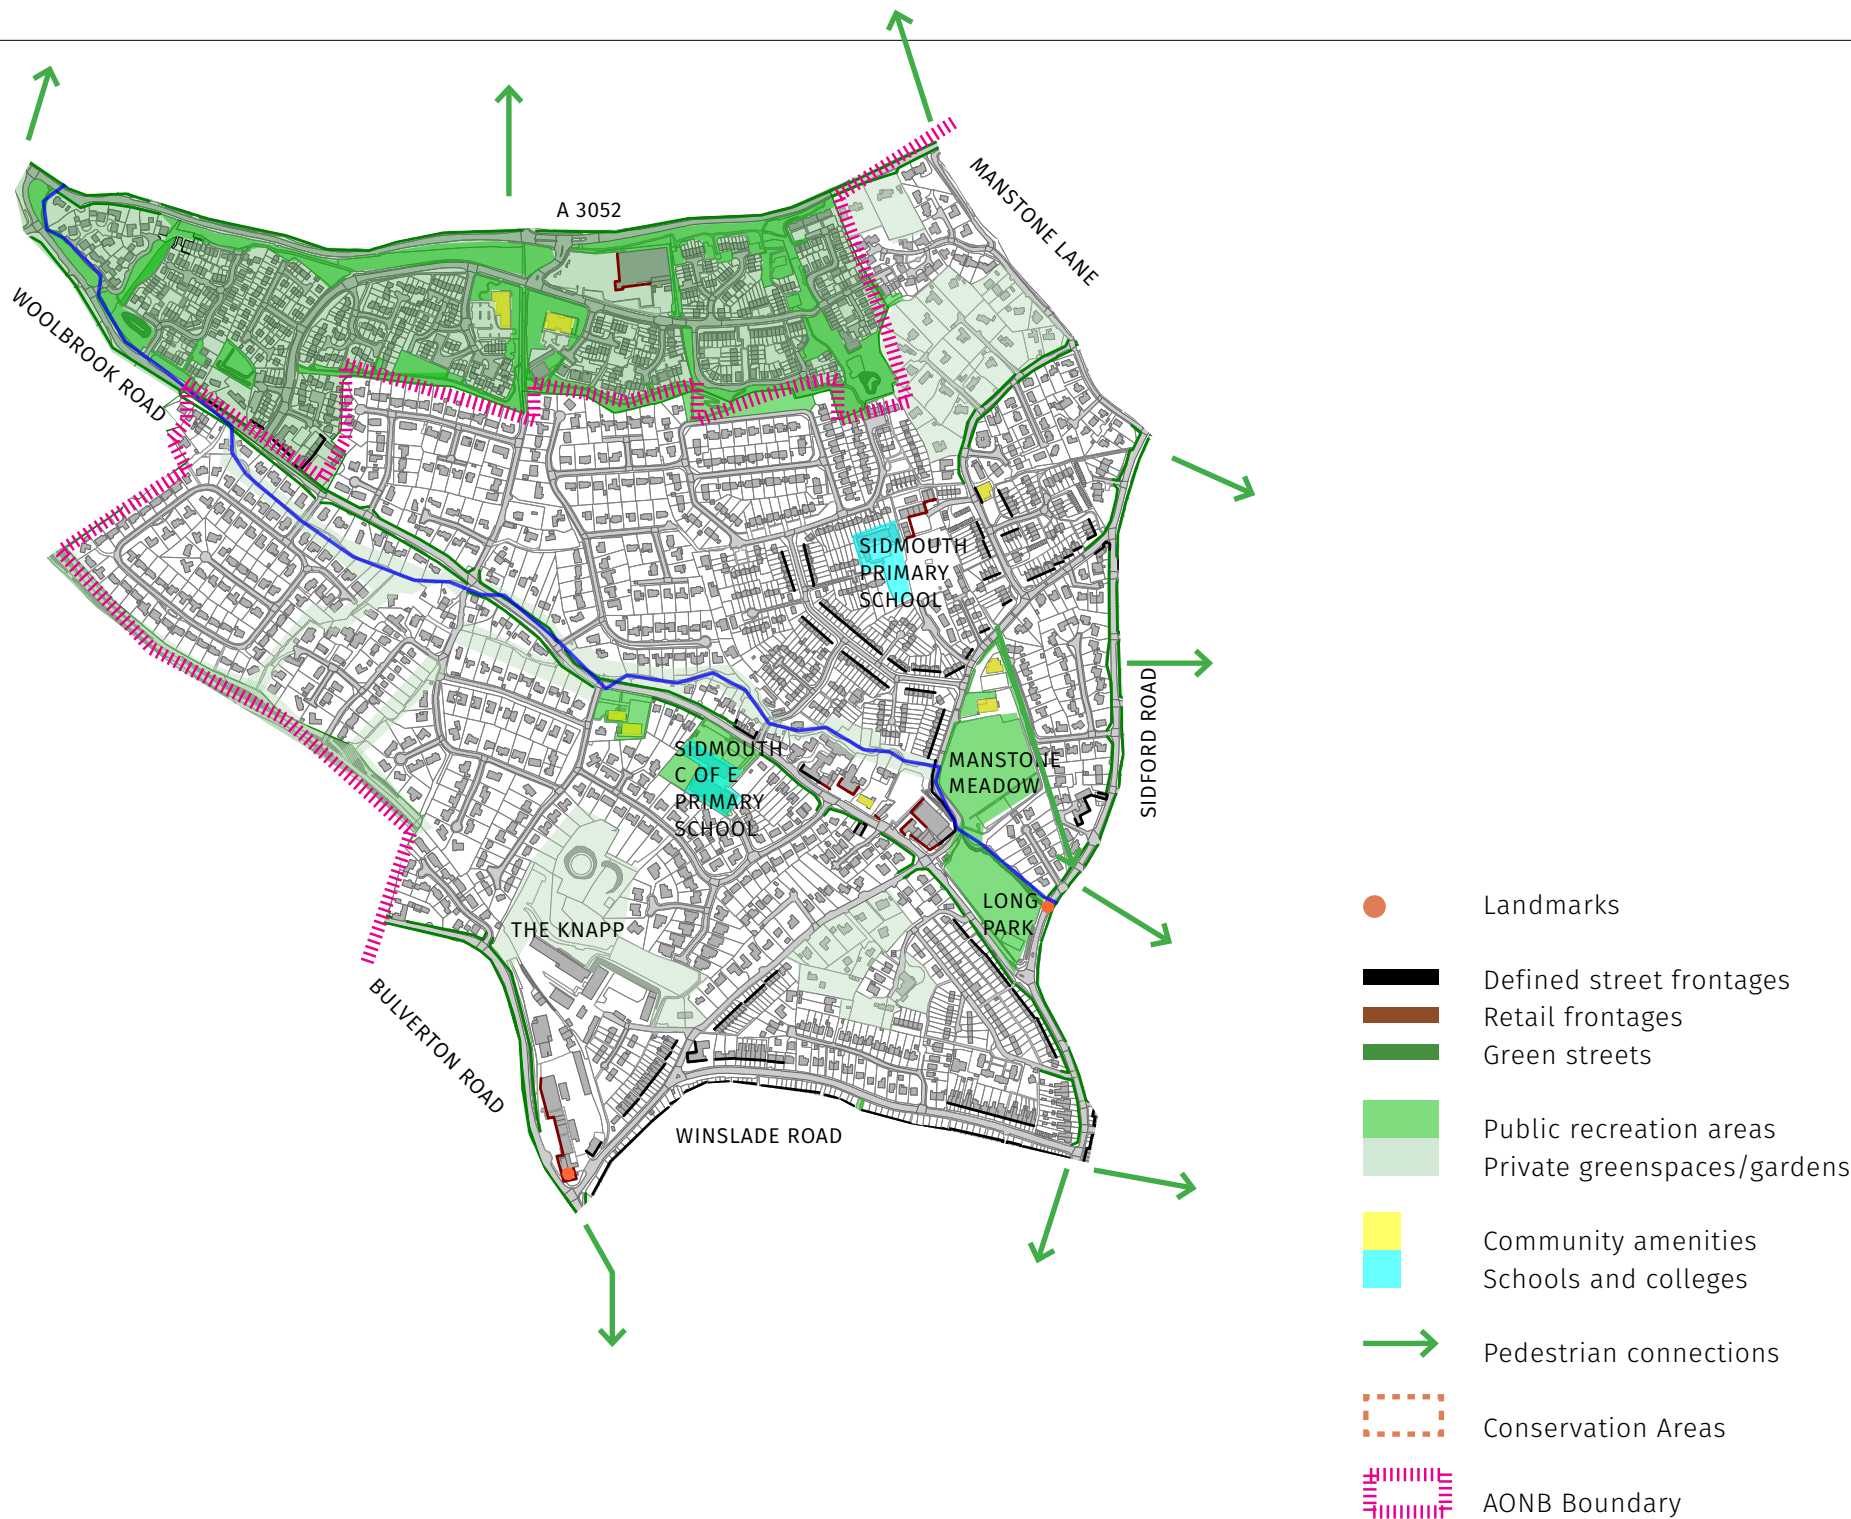 A 3052
MANSTONE LANE
WOOLBROOK ROAD
SIDMOUTH
PRIMARY
SCHOOL
SIDMOUTH
C OF E
PRIMARY
SCHOOL
MANSTONE
MEADOW
SIDFORD ROAD
LONG
PARK
THE KNAPP
BULVERTON ROAD
WINSLADE ROAD
Landmarks
Defined street frontages
Retail frontages
Green streets
Public recreation areas
Private greenspaces/gardens
Community amenities
Schools and colleges
Pedestrian connections
Conservation Areas
AONB Boundary